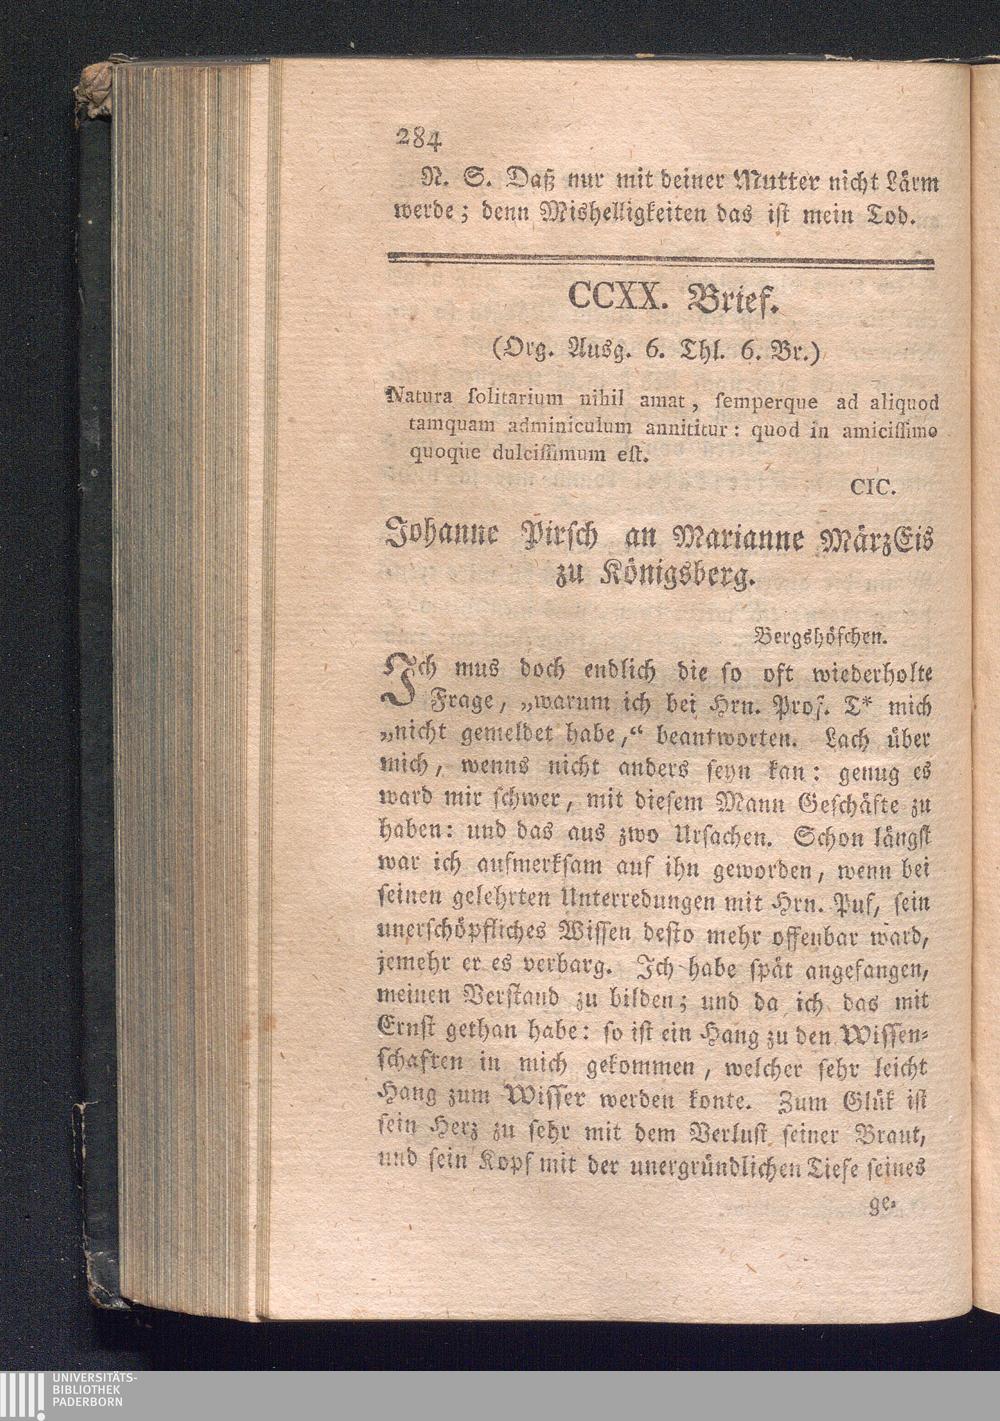 284
N. S. Daß nur mit deiner Mutter nicht Lärm
werde; denn Mishelligkeiten das ist mein Tod.
CCXX. Brief.
(Org. Ausg. 6. Thl. 6. Br.)
Natura solitarium nihil amat, semperque ad aliquod
tamquam adminiculum annititur: quod in amicissimo
quoque dulcissimum est.
CIC.
Johanne Pirsch an Marianne MärzEis
zu Königsberg.
Bergshöfchen.
Ich mus doch endlich die so oft wiederholte
Frage, „warum ich bei Hrn. Prof. T* mich
„nicht gemeldet habe,“ beantworten. Lach über
mich, wenns nicht anders seyn kan: genug es
ward mir schwer, mit diesem Mann Geschäfte zu
haben: und das aus zwo Ursachen. Schon längst
war ich aufmerksam auf ihn geworden, wenn bei
seinen gelehrten Unterredungen mit Hrn. Puf, sein
unerschöpfliches Wissen desto mehr offenbar ward,
jemehr er es verbarg. Ich habe spät angefangen,
meinen Verstand zu bilden; und da ich das mit
Ernst gethan habe: so ist ein Hang zu den Wissen-
schaften in mich gekommen, welcher sehr leicht
Hang zum Wisser werden konte. Zum Glük ist
sein Herz zu sehr mit dem Verlust seiner Braut,
und sein Kopf mit der unergründlichen Tiefe seines
ge-
UNIVERSITÄTS-
BIBLIOTHEK
PADERBORN